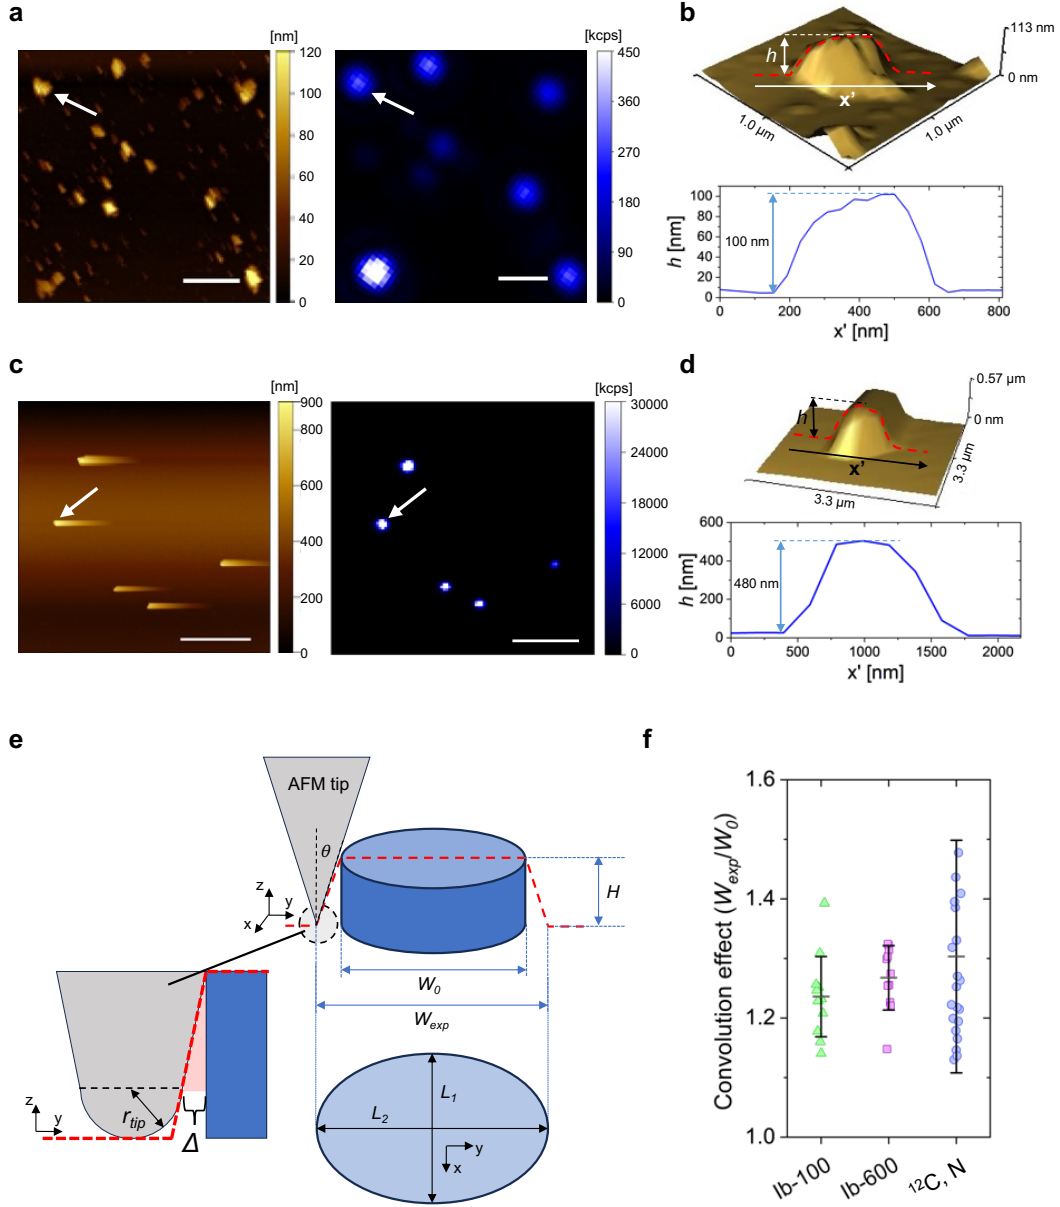 a
[nm]
120
100
80
60
40
20
0
[kcps]
450
360
270
180
90
0
b
h
x'
113 nm
0 nm
1.0 µm
1.0 µm
100
80
60
40
20
0
h [nm]
100 nm
0
200
400
600
800
x' [nm]
c
[nm]
900
800
600
400
200
0
[kcps]
30000
24000
18000
12000
6000
0
d
h
x'
0.57 µm
0 nm
3.3 µm
3.3 µm
600
400
200
0
h [nm]
480 nm
0
500
1000
1500
2000
x' [nm]
e
AFM tip
θ
z
y
x
H
W0
Wexp
z
y
rtip
Δ
L1
L2
y
x
f
1.6
1.4
1.2
1.0
Convolution effect (Wexp/W0)
Ib-100
Ib-600
¹²C, N